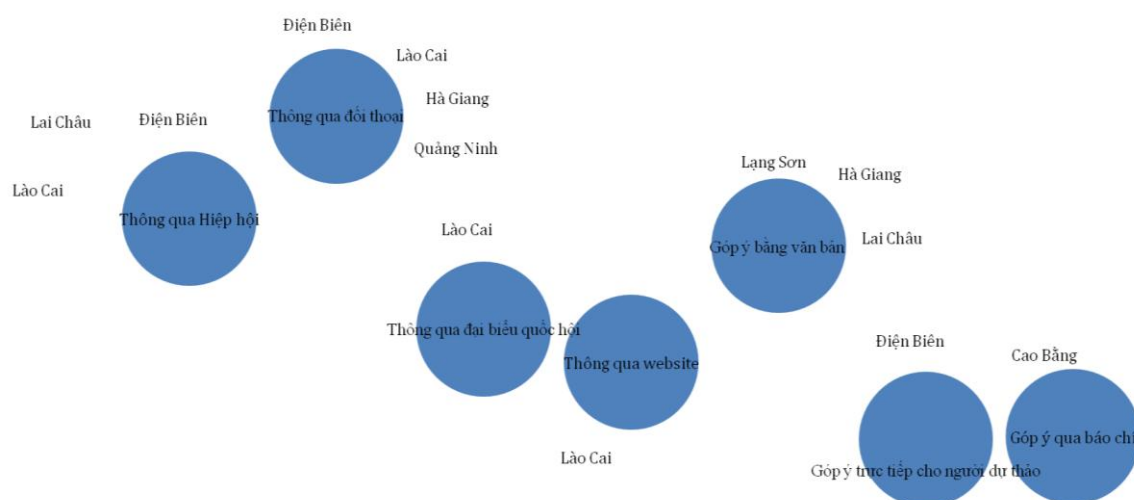 Điện Biên
Lào Cai
Hà Giang
Thông qua đối thoại
Quảng Ninh
Lai Châu
Điện Biên
Lào Cai
Thông qua Hiệp hội
Lạng Sơn
Hà Giang
Lai Châu
Góp ý bằng văn bản
Lào Cai
Thông qua đại biểu quốc hội
Thông qua website
Lào Cai
Điện Biên
Góp ý trực tiếp cho người dự thảo
Cao Bằng
Góp ý qua báo chí